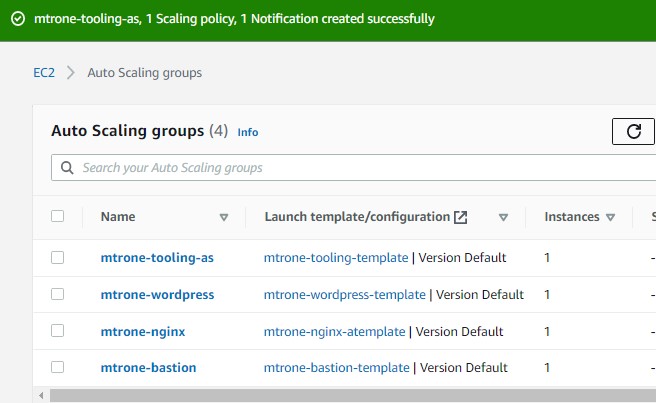 mtrone-tooling-as, 1 Scaling policy, 1 Notification created successfully
EC2 > Auto Scaling groups
Auto Scaling groups (4) Info
Search your Auto Scaling groups
Name Launch template/configuration Instances S
mtrone-tooling-as mtrone-tooling-template | Version Default 1 -
mtrone-wordpress mtrone-wordpress-template | Version Default 1 -
mtrone-nginx mtrone-nginx-atemplate | Version Default 1 -
mtrone-bastion mtrone-bastion-template | Version Default 1 -